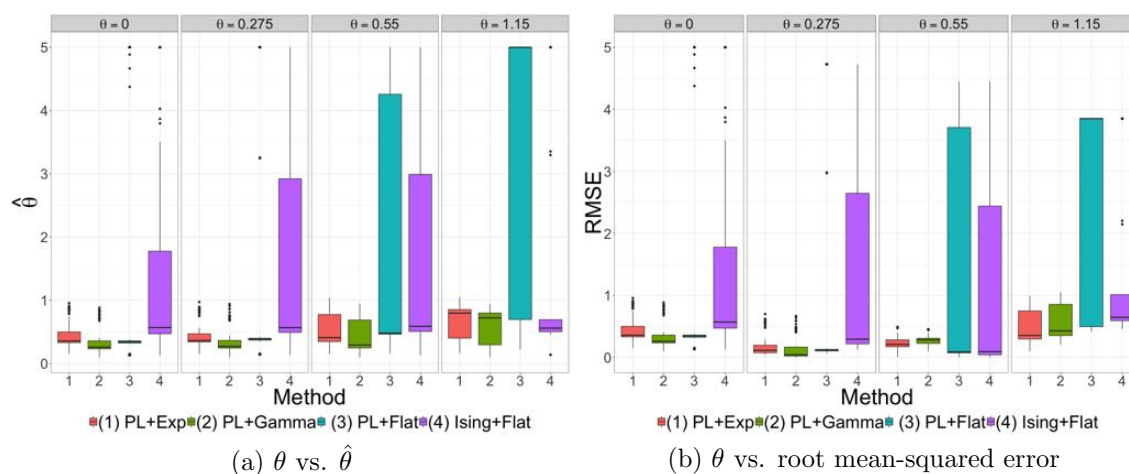 θ = 0 θ = 0.275 θ = 0.55 θ = 1.15
5
4
3
2
1
0
θ̂
1 2 3 4 1 2 3 4 1 2 3 4 1 2 3 4
Method
(1) PL+Exp (2) PL+Gamma (3) PL+Flat (4) Ising+Flat
(a) θ vs. θ̂
θ = 0 θ = 0.275 θ = 0.55 θ = 1.15
5
4
3
2
1
0
RMSE
1 2 3 4 1 2 3 4 1 2 3 4 1 2 3 4
Method
(1) PL+Exp (2) PL+Gamma (3) PL+Flat (4) Ising+Flat
(b) θ vs. root mean-squared error